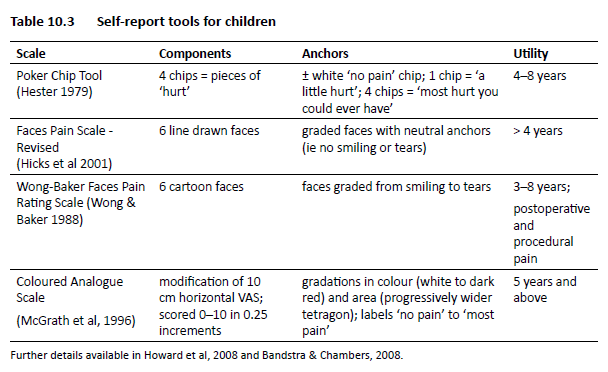 Table 10.3 Self-report tools for children
Scale Components Anchors Utility
Poker Chip Tool
(Hester 1979)
4 chips = pieces of
‘hurt’
± white ‘no pain’ chip; 1 chip = ‘a
little hurt’; 4 chips = ‘most hurt you
could ever have’
4–8 years
Faces Pain Scale -
Revised
(Hicks et al 2001)
6 line drawn faces
graded faces with neutral anchors
(ie no smiling or tears)
> 4 years
Wong-Baker Faces Pain
Rating Scale (Wong &
Baker 1988)
6 cartoon faces
faces graded from smiling to tears
3–8 years;
postoperative
and
procedural
pain
Coloured Analogue
Scale
(McGrath et al, 1996)
modification of 10
cm horizontal VAS;
scored 0–10 in 0.25
increments
gradations in colour (white to dark
red) and area (progressively wider
tetragon); labels ‘no pain’ to ‘most
pain’
5 years and
above
Further details available in Howard et al, 2008 and Bandstra & Chambers, 2008.